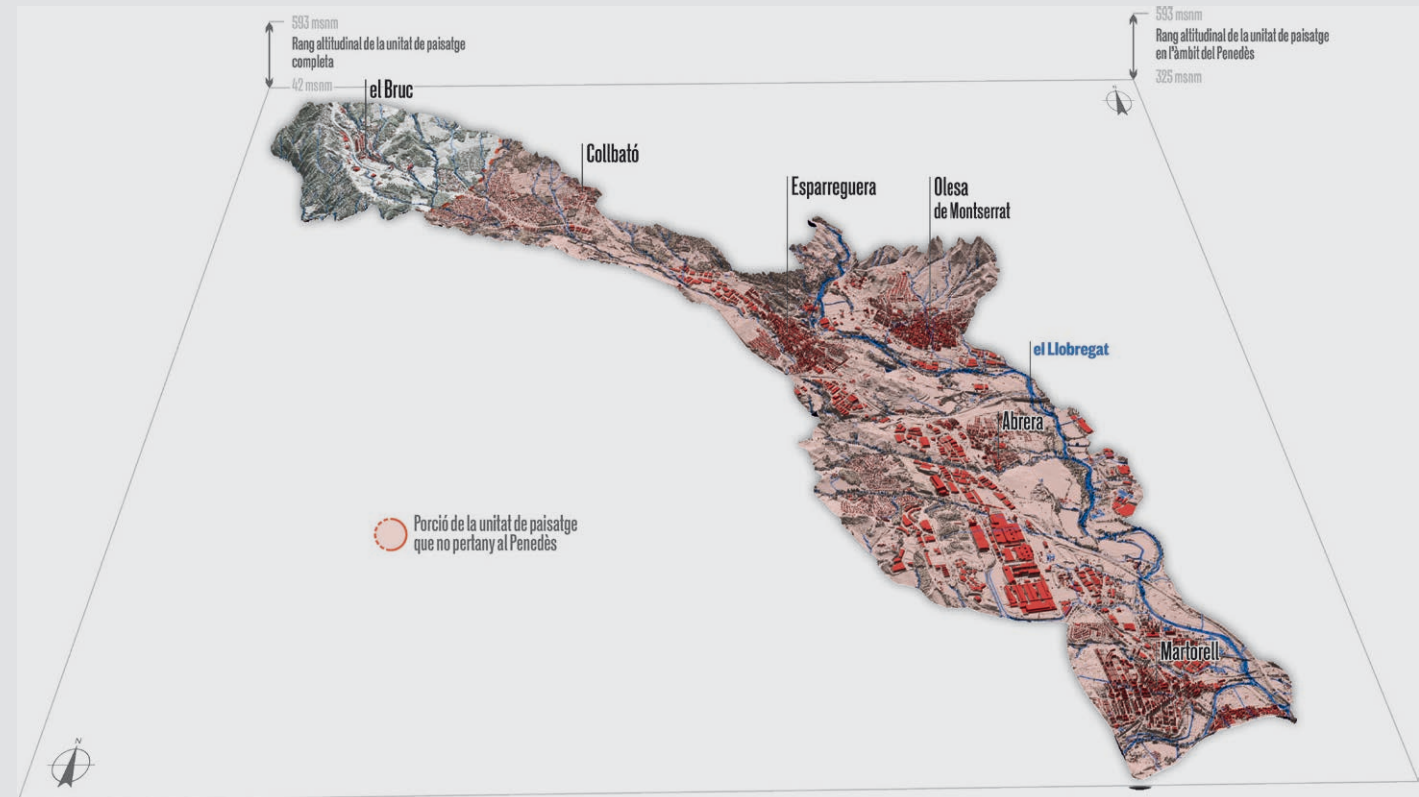 593 msnm
Rang altitudinal de la unitat de paisatge
completa
42 msnm
593 msnm
Rang altitudinal de la unitat de paisatge
en l'àmbit del Penedès
325 msnm
N
el Bruc
Collbató
Esparreguera
Olesa
de Montserrat
el Llobregat
Abrera
Porció de la unitat de paisatge
que no pertany al Penedès
Martorell
N